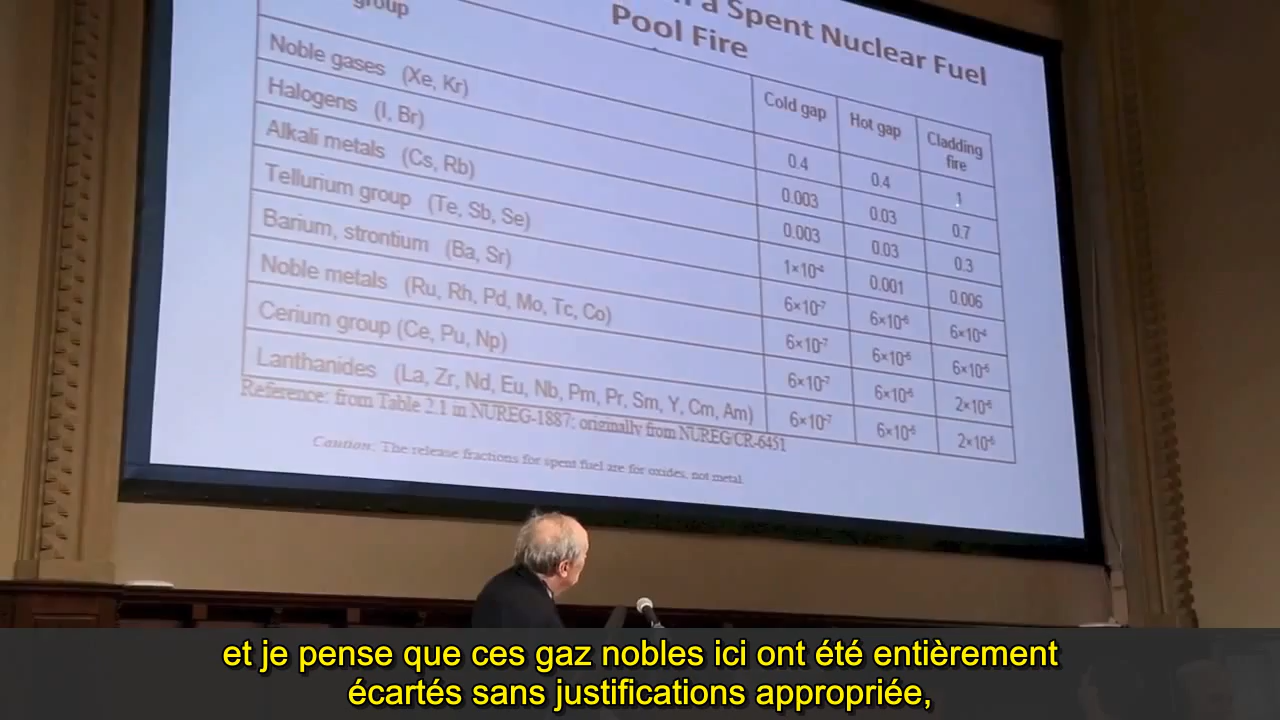 a Spent Nuclear Fuel
Pool Fire
group
Cold gap Hot gap Cladding fire
Noble gases (Xe, Kr) 0.4 0.4 1
Halogens (I, Br) 0.003 0.03 0.7
Alkali metals (Cs, Rb) 0.003 0.03 0.3
Tellurium group (Te, Sb, Se) 1×10⁻⁴ 0.001 0.006
Barium, strontium (Ba, Sr) 6×10⁻⁷ 6×10⁻⁶ 6×10⁻⁴
Noble metals (Ru, Rh, Pd, Mo, Tc, Co) 6×10⁻⁷ 6×10⁻⁶ 6×10⁻⁶
Cerium group (Ce, Pu, Np) 6×10⁻⁷ 6×10⁻⁶ 2×10⁻⁶
Lanthanides (La, Zr, Nd, Eu, Nb, Pm, Pr, Sm, Y, Cm, Am) 6×10⁻⁷ 6×10⁻⁶ 2×10⁻⁶
Reference: from Table 2.1 in NUREG-1887; originally from NUREG/CR-6451
Caution: The release fractions for spent fuel are for oxides, not metal.
et je pense que ces gaz nobles ici ont été entièrement
écartés sans justifications appropriée,